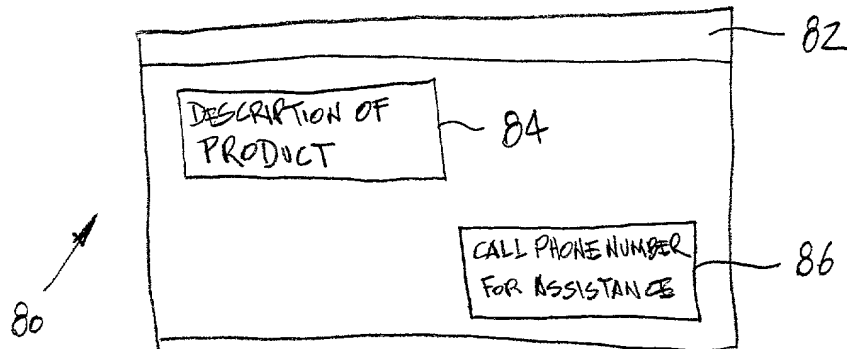 82
DESCRIPTION OF
PRODUCT
84
CALL PHONE NUMBER
FOR ASSISTANCE
86
80